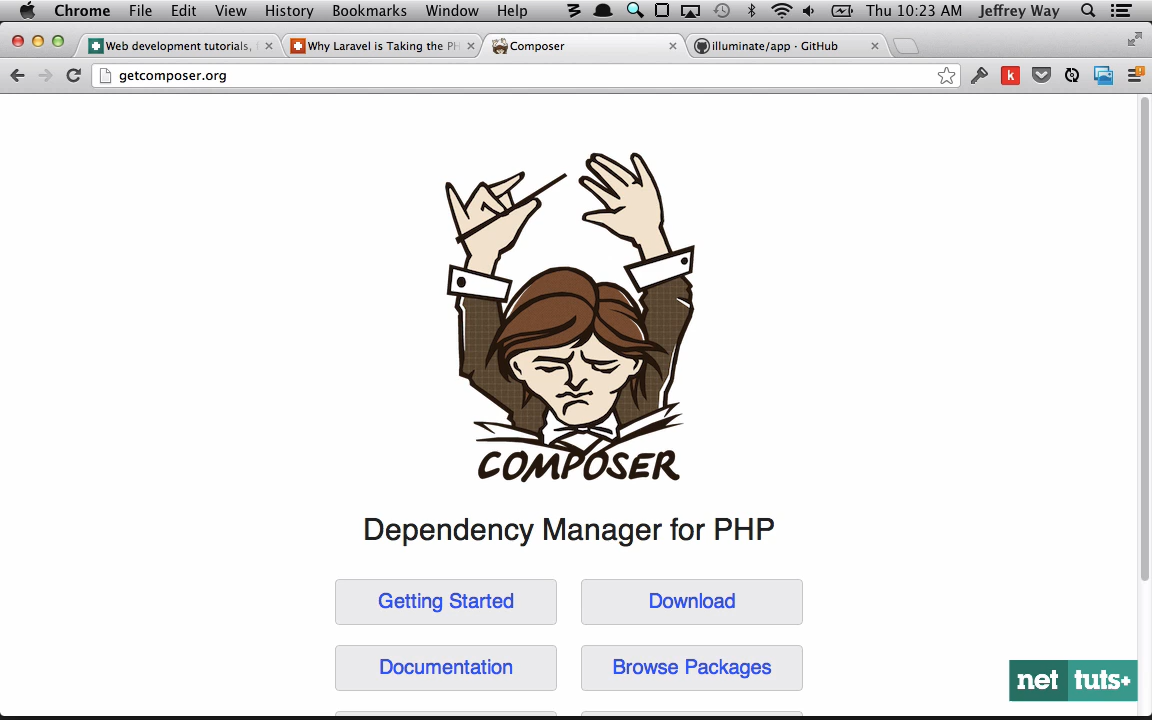 Chrome File Edit View History Bookmarks Window Help Thu 10:23 AM Jeffrey Way
Web development tutorials, Why Laravel is Taking the PH Composer illuminate/app · GitHub
getcomposer.org
k
COMPOSER
Dependency Manager for PHP
Getting Started Download
Documentation Browse Packages
net tuts+